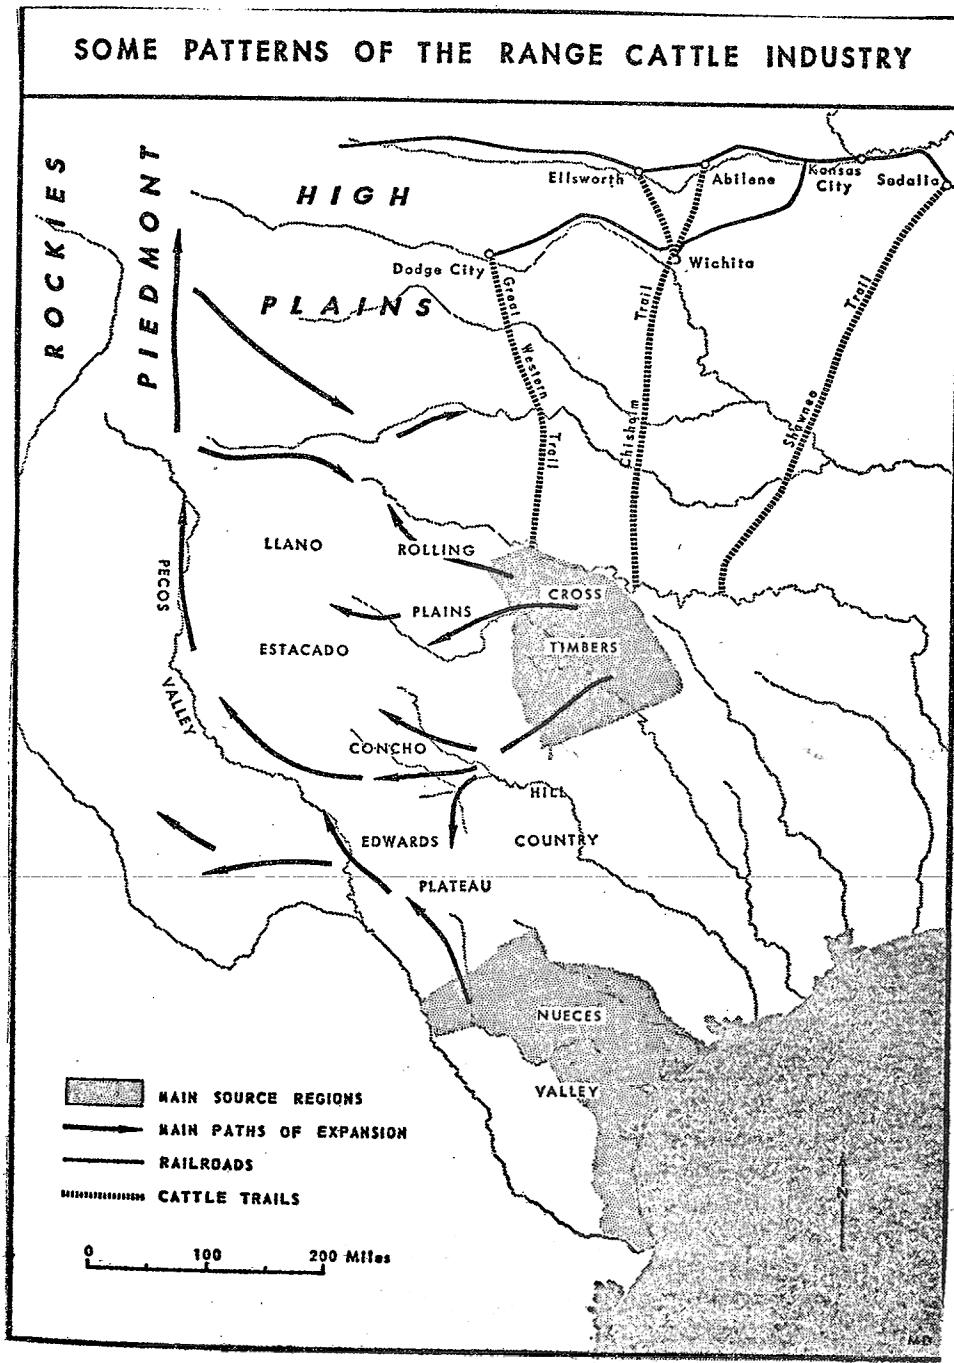 SOME PATTERNS OF THE RANGE CATTLE INDUSTRY
ROCKIES
PIEDMONT
HIGH
PLAINS
Ellsworth
Abilene
Kansas
City
Sedalia
Dodge City
Wichita
Great
Western
Trail
Chisholm
Trail
Shawnee
Trail
LLANO
ESTACADO
ROLLING
PLAINS
CROSS
TIMBERS
PECOS
VALLEY
CONCHO
HILL
COUNTRY
EDWARDS
PLATEAU
NUECES
VALLEY
MAIN SOURCE REGIONS
MAIN PATHS OF EXPANSION
RAILROADS
CATTLE TRAILS
0 100 200 Miles
N